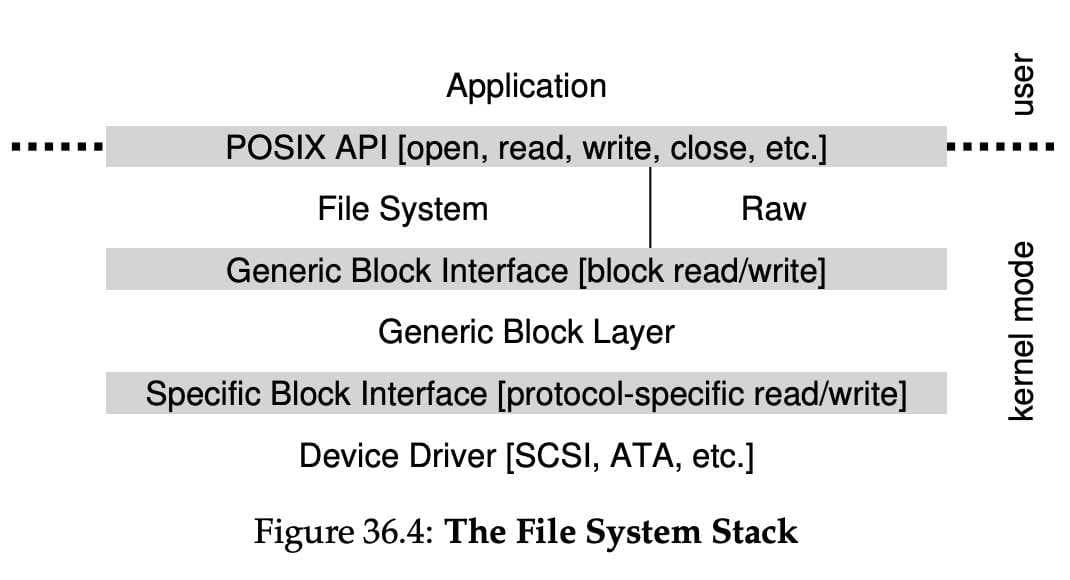 Application
user
POSIX API [open, read, write, close, etc.]
File System
Raw
Generic Block Interface [block read/write]
Generic Block Layer
kernel mode
Specific Block Interface [protocol-specific read/write]
Device Driver [SCSI, ATA, etc.]
Figure 36.4: The File System Stack